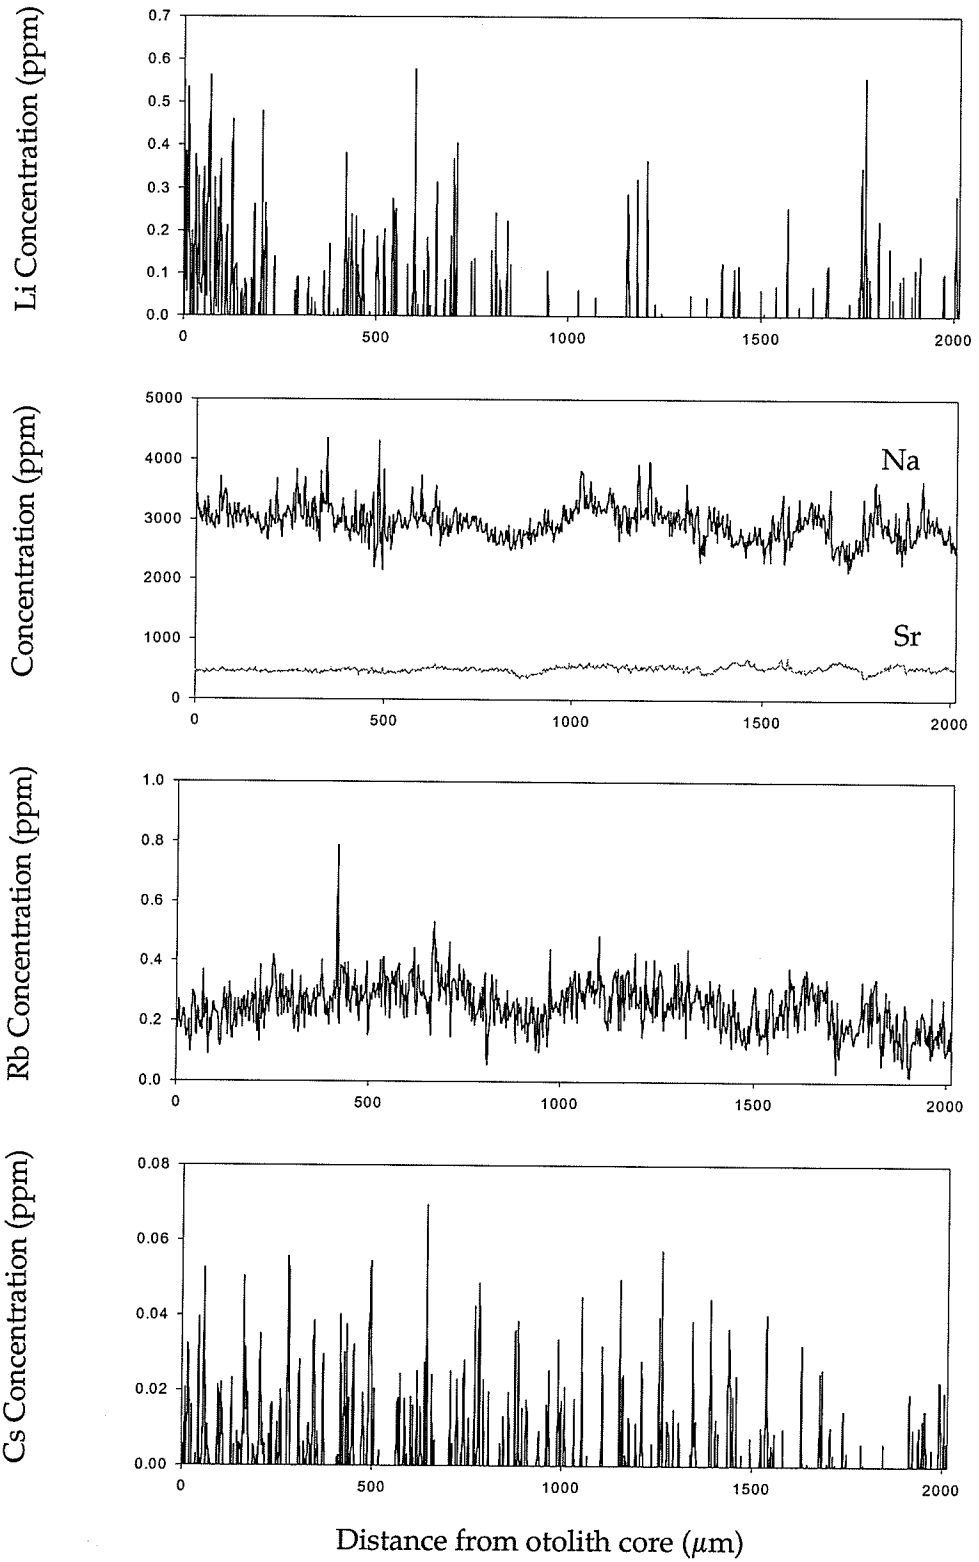 Li Concentration (ppm)
0.7
0.6
0.5
0.4
0.3
0.2
0.1
0.0
0 500 1000 1500 2000
Concentration (ppm)
5000
4000
3000
2000
1000
0
Na
Sr
0 500 1000 1500 2000
Rb Concentration (ppm)
1.0
0.8
0.6
0.4
0.2
0.0
0 500 1000 1500 2000
Cs Concentration (ppm)
0.08
0.06
0.04
0.02
0.00
0 500 1000 1500 2000
Distance from otolith core (µm)